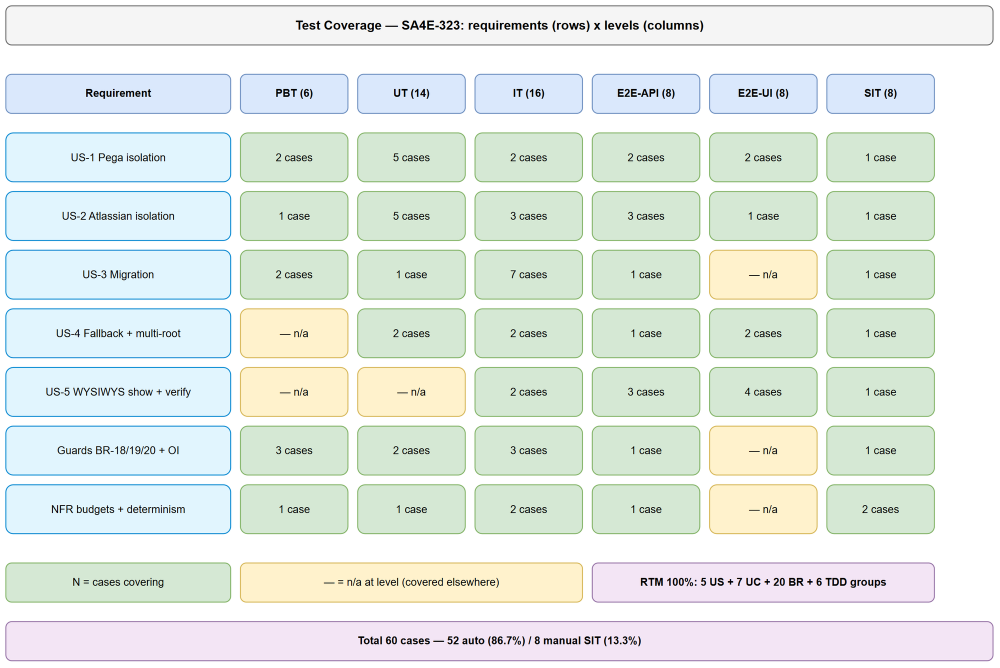 Test Coverage — SA4E-323: requirements (rows) x levels (columns)
Requirement
PBT (6)
UT (14)
IT (16)
E2E-API (8)
E2E-UI (8)
SIT (8)
US-1 Pega isolation
2 cases
5 cases
2 cases
2 cases
2 cases
1 case
US-2 Atlassian isolation
1 case
5 cases
3 cases
3 cases
1 case
1 case
US-3 Migration
2 cases
1 case
7 cases
1 case
— n/a
1 case
US-4 Fallback + multi-root
— n/a
2 cases
2 cases
1 case
2 cases
1 case
US-5 WYSIWYS show + verify
— n/a
— n/a
2 cases
3 cases
4 cases
1 case
Guards BR-18/19/20 + OI
3 cases
2 cases
3 cases
1 case
— n/a
1 case
NFR budgets + determinism
1 case
1 case
2 cases
1 case
— n/a
2 cases
N = cases covering
— = n/a at level (covered elsewhere)
RTM 100%: 5 US + 7 UC + 20 BR + 6 TDD groups
Total 60 cases — 52 auto (86.7%) / 8 manual SIT (13.3%)